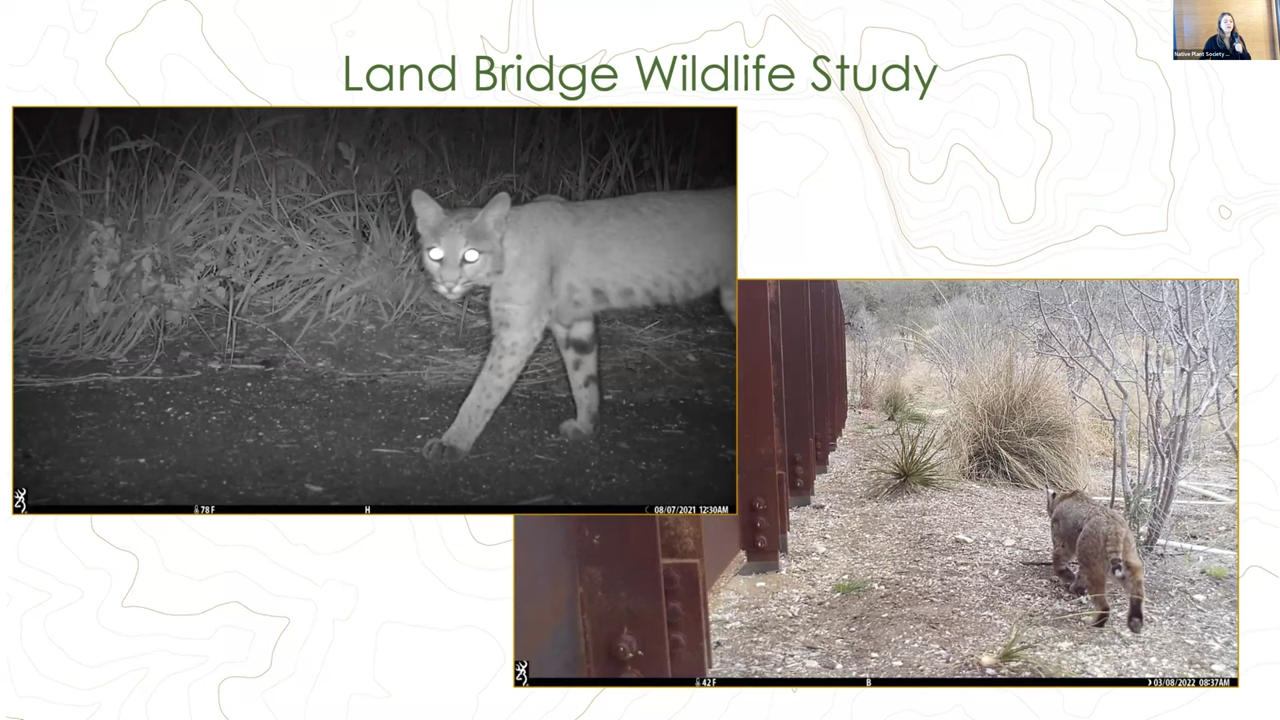 Native Plant Society ...
Land Bridge Wildlife Study
78 F H 08/07/2021 12:30AM
42 F B 03/08/2022 08:37AM